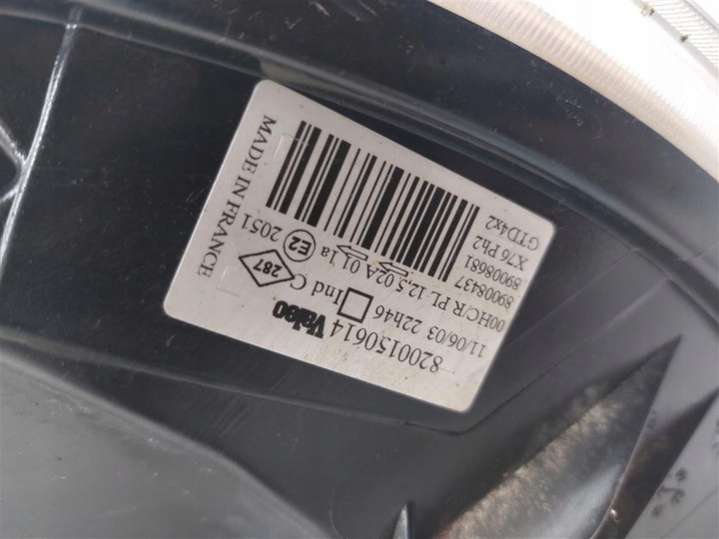 Valeo
8200150614
11/06/03 22h46 Ind C
00HC/R PL 12,5 02A 01 1a E2 2051
89008437
89008681
X76 Ph2
GTD4x2
287
MADE IN FRANCE